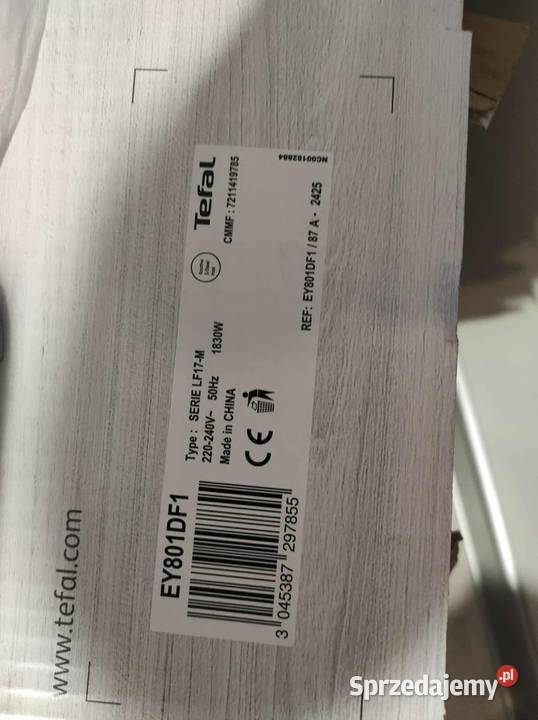 www.tefal.com
EY801DF1
3 045387 297855
Type : SERIE LF17-M
220-240V~ 50Hz 1830W
Made in CHINA
CE
Tefal
CMMF : 7211419785
REF: EY801DF1 / 87 A - 2425
NC00182884
Sprzedajemy.pl